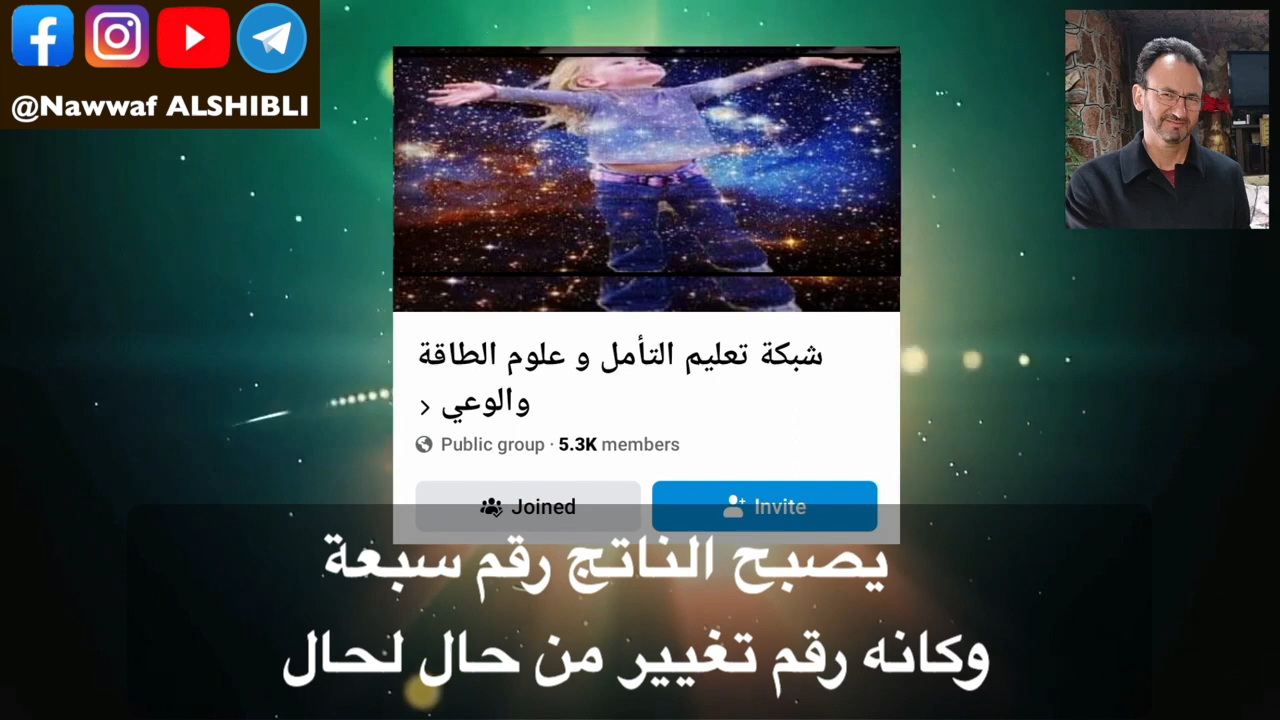 @Nawwaf ALSHIBLI
شبكة تعليم التأمل و علوم الطاقة
والوعي >
Public group · 5.3K members
Joined
Invite
يصبح الناتج رقم سبعة
وكانه رقم تغيير من حال لحال